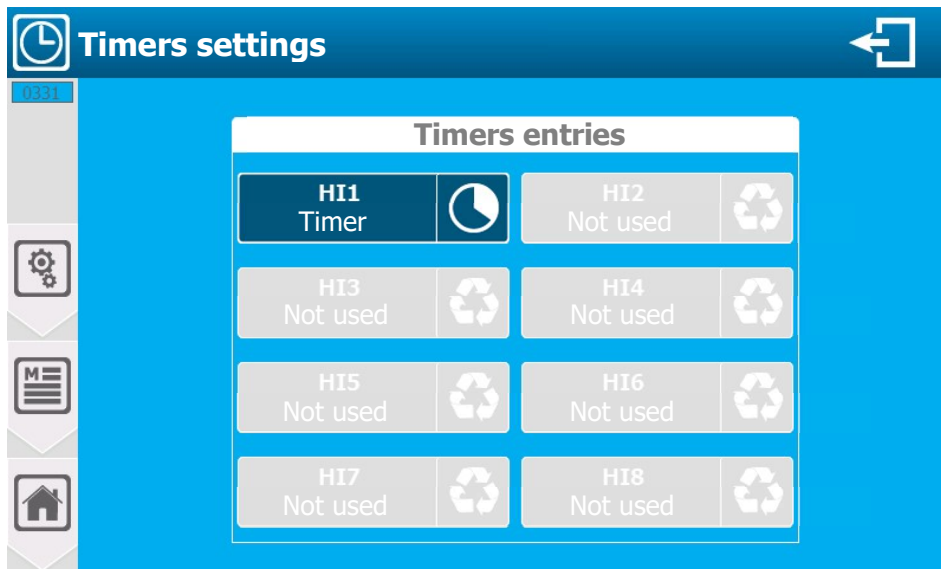 Timers settings
0331
Timers entries
HI1
Timer
HI2
Not used
HI3
Not used
HI4
Not used
M
HI5
Not used
HI6
Not used
HI7
Not used
HI8
Not used